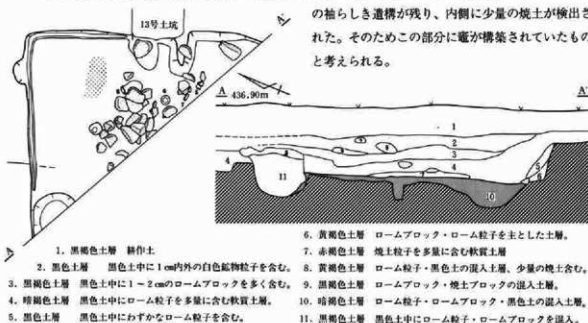 13号土坑
の袖らしき遺構が残り、内側に少量の焼土が検出さ
れた。そのためこの部分に竈が構築されていたもの
と考えられる。
A 436.90m A'
1
2
3
4
5
4
11
10
A'
A
1. 黒褐色土層 耕作土
2. 黒色土層 黒色土中に1cm内外の白色鉱物粒子を含む。
3. 黒褐色土層 黒色土中に1～2cmのロームブロックを多く含む。
4. 暗褐色土層 黒色土中にローム粒子を多量に含む軟質土層。
5. 黒色土層 黒色土中にわずかなローム粒子を含む。
6. 黄褐色土層 ロームブロック・ローム粒子を主とした土層。
7. 赤褐色土層 焼土粒子を多量に含む軟質土層
8. 黄褐色土層 ローム粒子・黒色土の混入土層、少量の焼土含む。
9. 黒褐色土層 ロームブロック・焼土ブロックの混入土層。
10. 暗褐色土層 ローム粒子・ロームブロック・黒色土の混入土層。
11. 黒褐色土層 黒色土中にローム粒子・ロームブロックを混入。